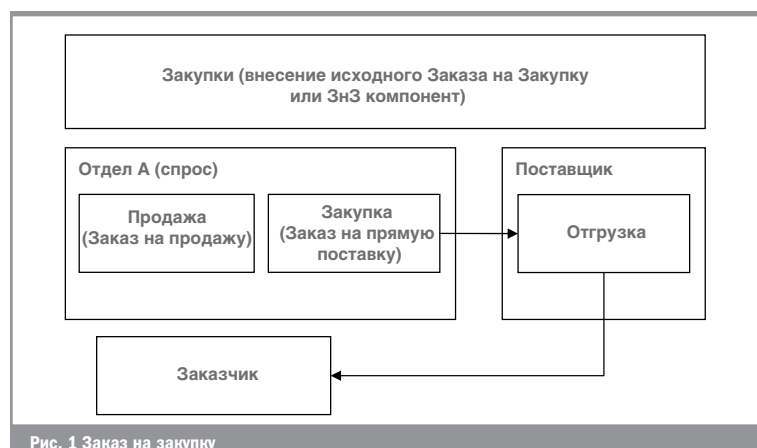 Закупки (внесение исходного Заказа на Закупку
или ЗнЗ компонент)
Отдел А (спрос)
Поставщик
Продажа
(Заказ на продажу)
Закупка
(Заказ на прямую
поставку)
Отгрузка
Заказчик
Рис. 1 Заказ на закупку